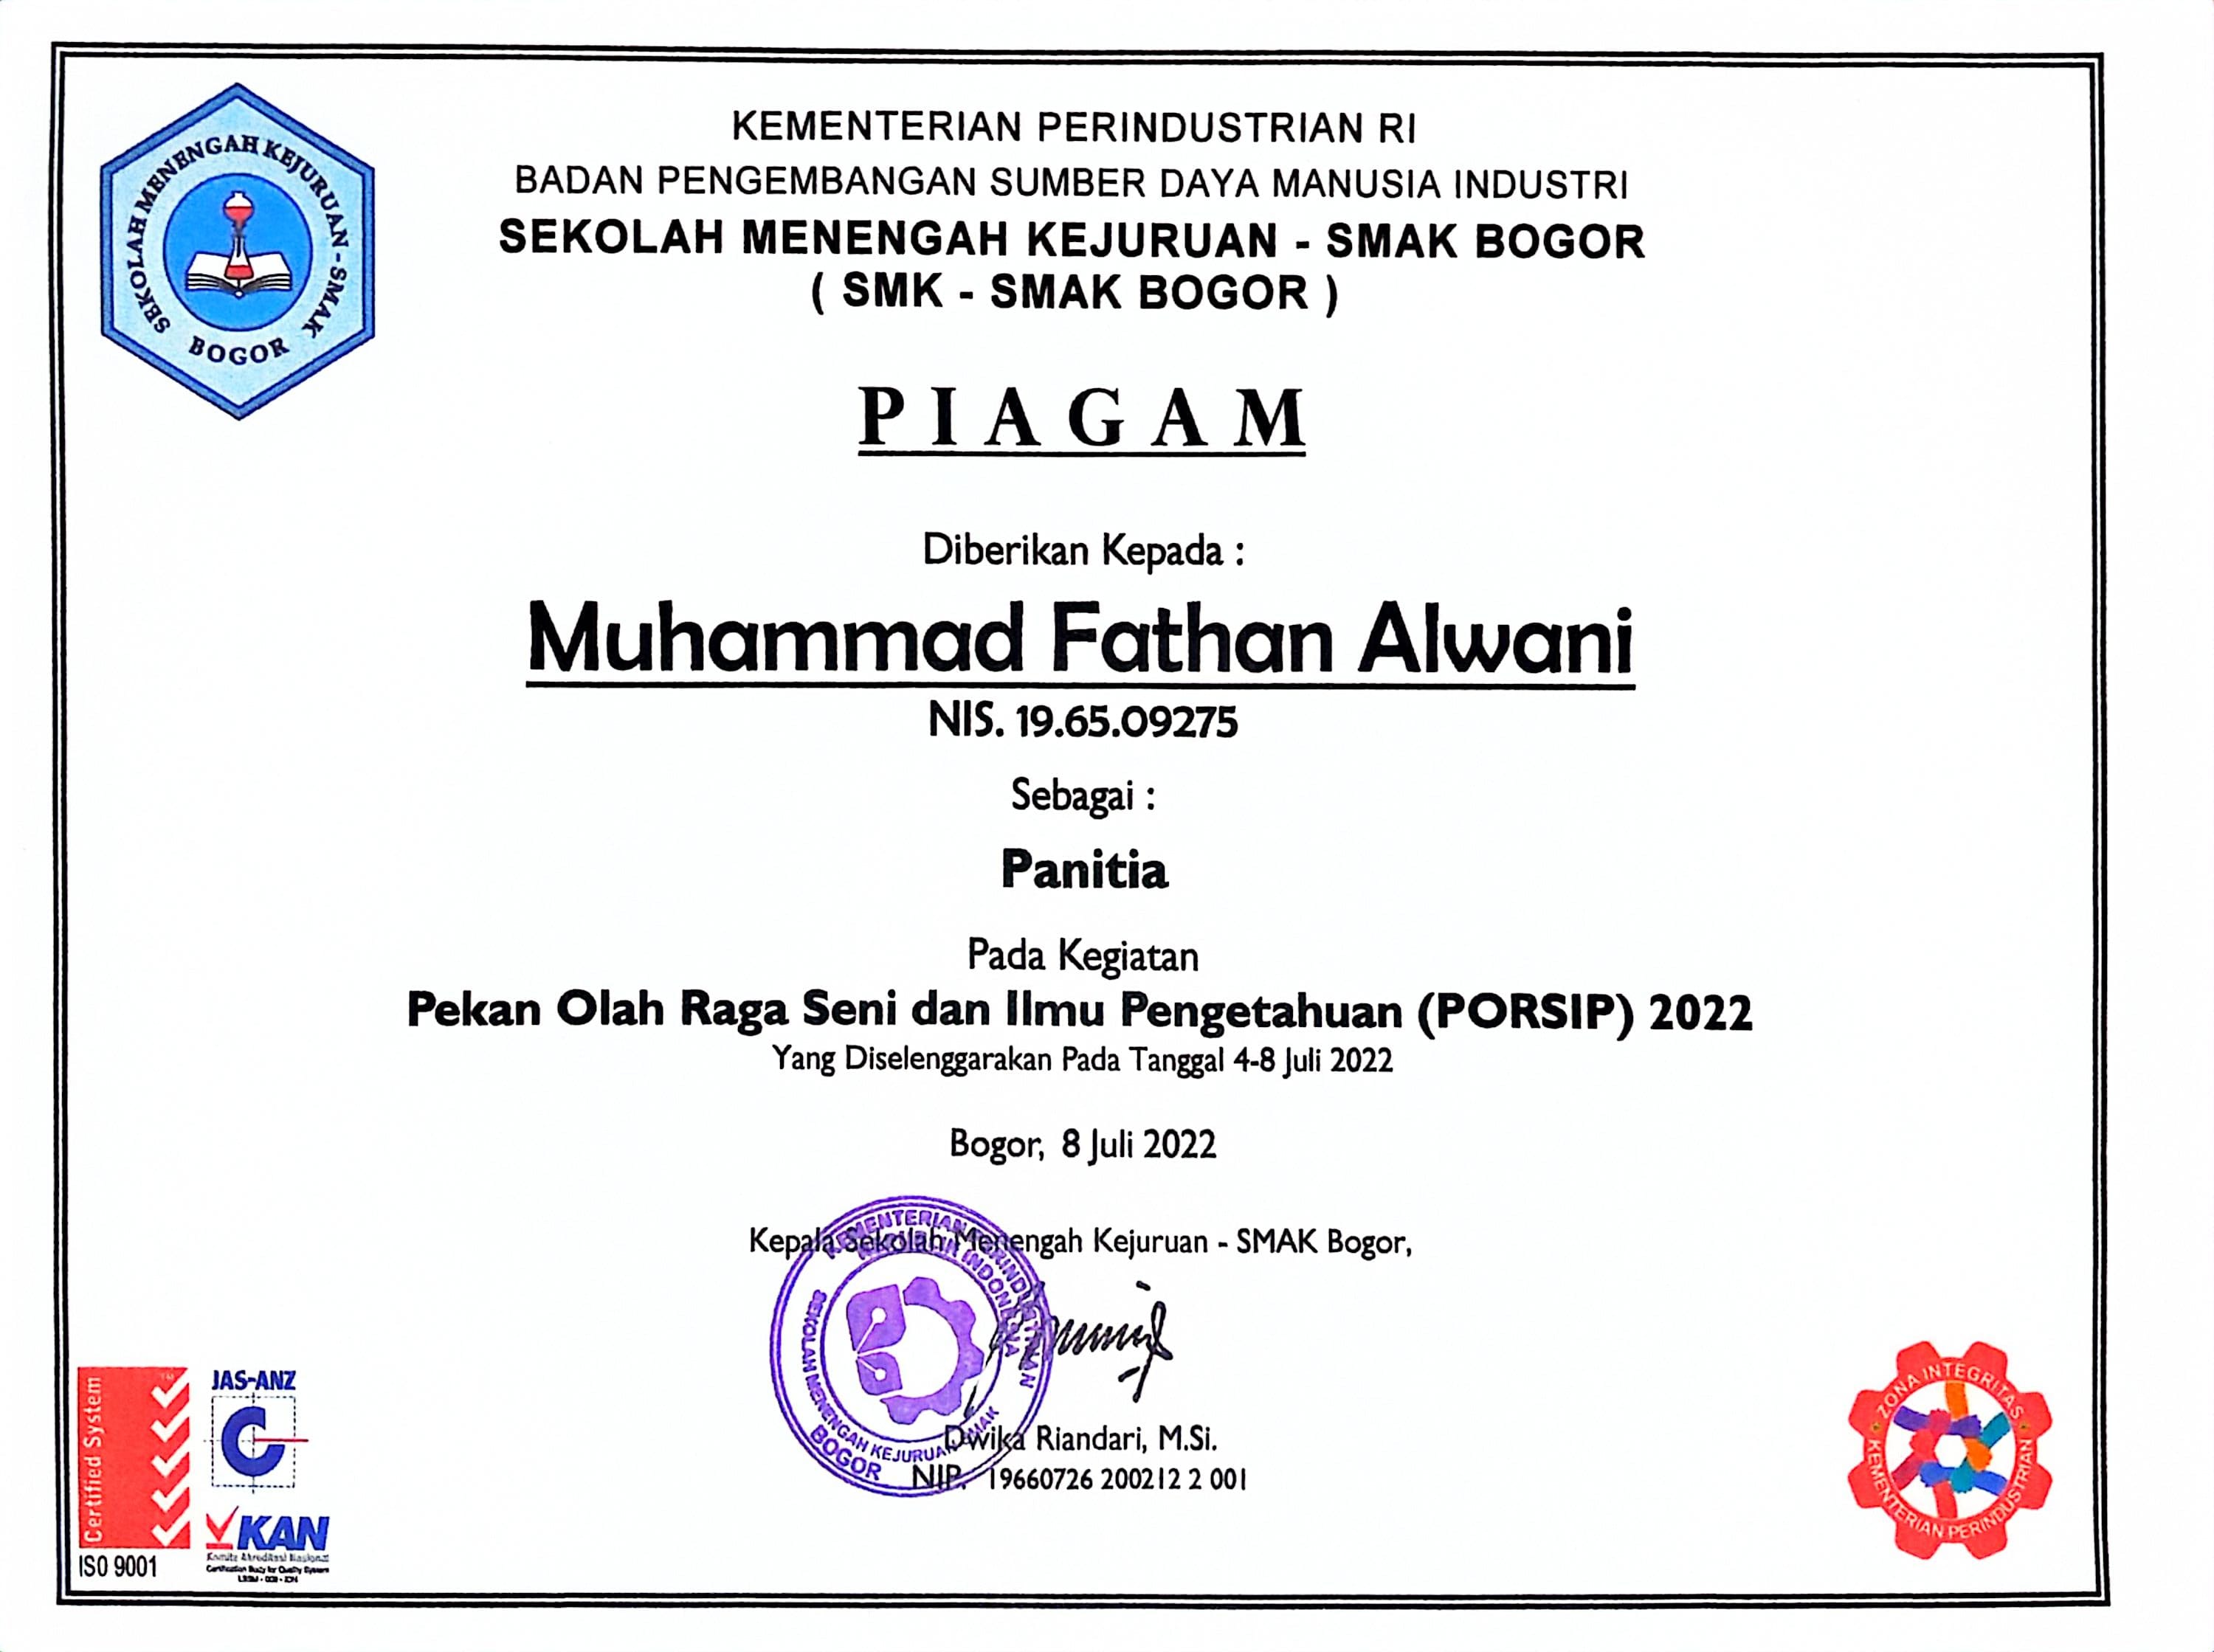 KEMENTERIAN PERINDUSTRIAN RI
BADAN PENGEMBANGAN SUMBER DAYA MANUSIA INDUSTRI
SEKOLAH MENENGAH KEJURUAN - SMAK BOGOR
( SMK - SMAK BOGOR )
SEKOLAH MENENGAH KEJURUAN - SMAK
BOGOR
PIAGAM
Diberikan Kepada :
Muhammad Fathan Alwani
NIS. 19.65.09275
Sebagai :
Panitia
Pada Kegiatan
Pekan Olah Raga Seni dan Ilmu Pengetahuan (PORSIP) 2022
Yang Diselenggarakan Pada Tanggal 4-8 Juli 2022
Bogor, 8 Juli 2022
Kepala Sekolah Menengah Kejuruan - SMAK Bogor,
KEMENTERIAN PERINDUSTRIAN
INDONESIA
SEKOLAH MENENGAH KEJURUAN SMAK
BOGOR
Dwika Riandari, M.Si.
NIP. 19660726 200212 2 001
Certified System
TM
ISO 9001
JAS-ANZ
KAN
Komite Akreditasi Nasional
Certification Body for Quality System
ZONA INTEGRITAS
KEMENTERIAN PERINDUSTRIAN